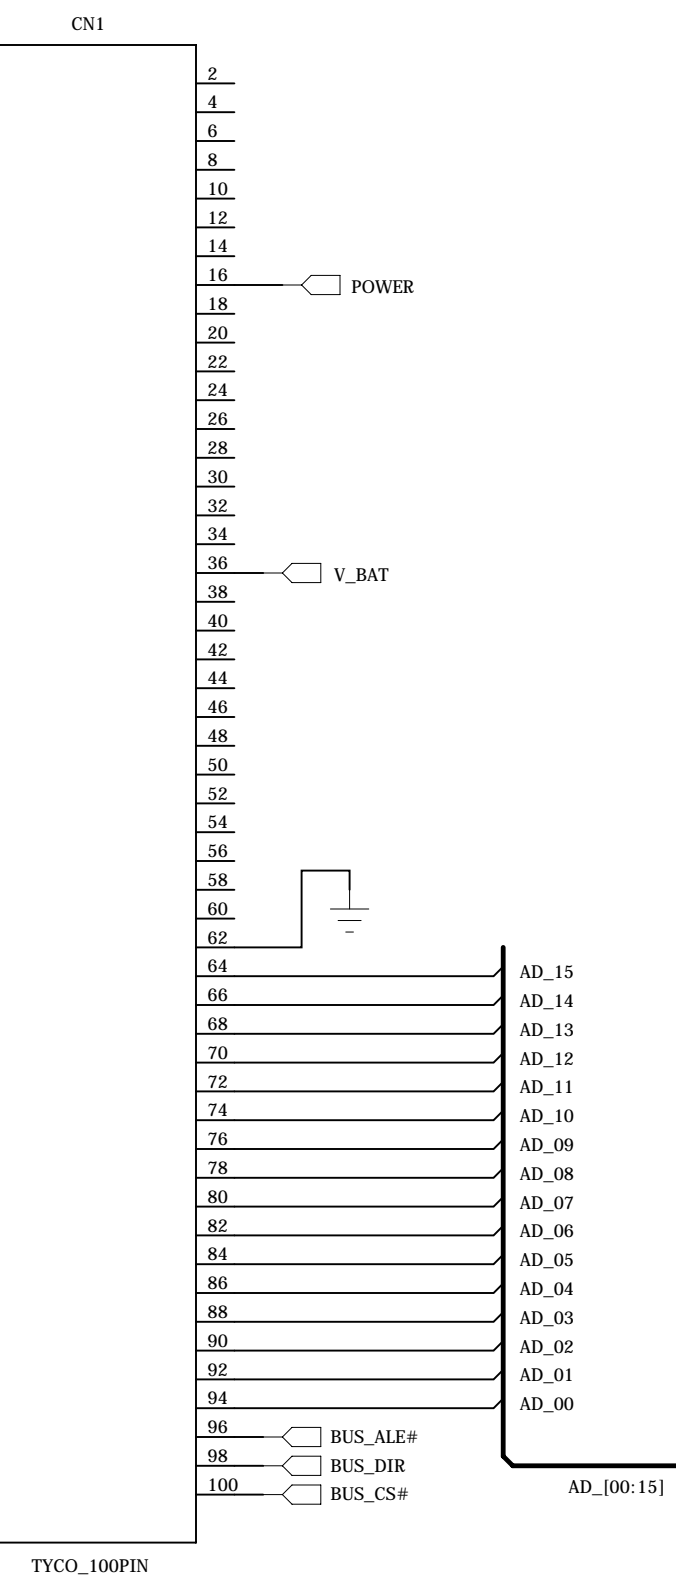 CN1
2
4
6
8
10
12
14
16
POWER
18
20
22
24
26
28
30
32
34
36
V_BAT
38
40
42
44
46
48
50
52
54
56
58
60
62
64
AD_15
66
AD_14
68
AD_13
70
AD_12
72
AD_11
74
AD_10
76
AD_09
78
AD_08
80
AD_07
82
AD_06
84
AD_05
86
AD_04
88
AD_03
90
AD_02
92
AD_01
94
AD_00
96
BUS_ALE#
98
BUS_DIR
100
BUS_CS#
AD_[00:15]
TYCO_100PIN